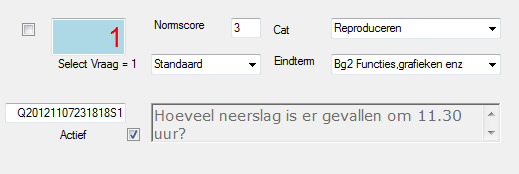 1
Normscore 3 Cat Reproduceren
Select Vraag = 1 Standaard Eindterm Bg2 Functies,grafieken enz
Q20121107231818S1
Actief
Hoeveel neerslag is er gevallen om 11.30
uur?